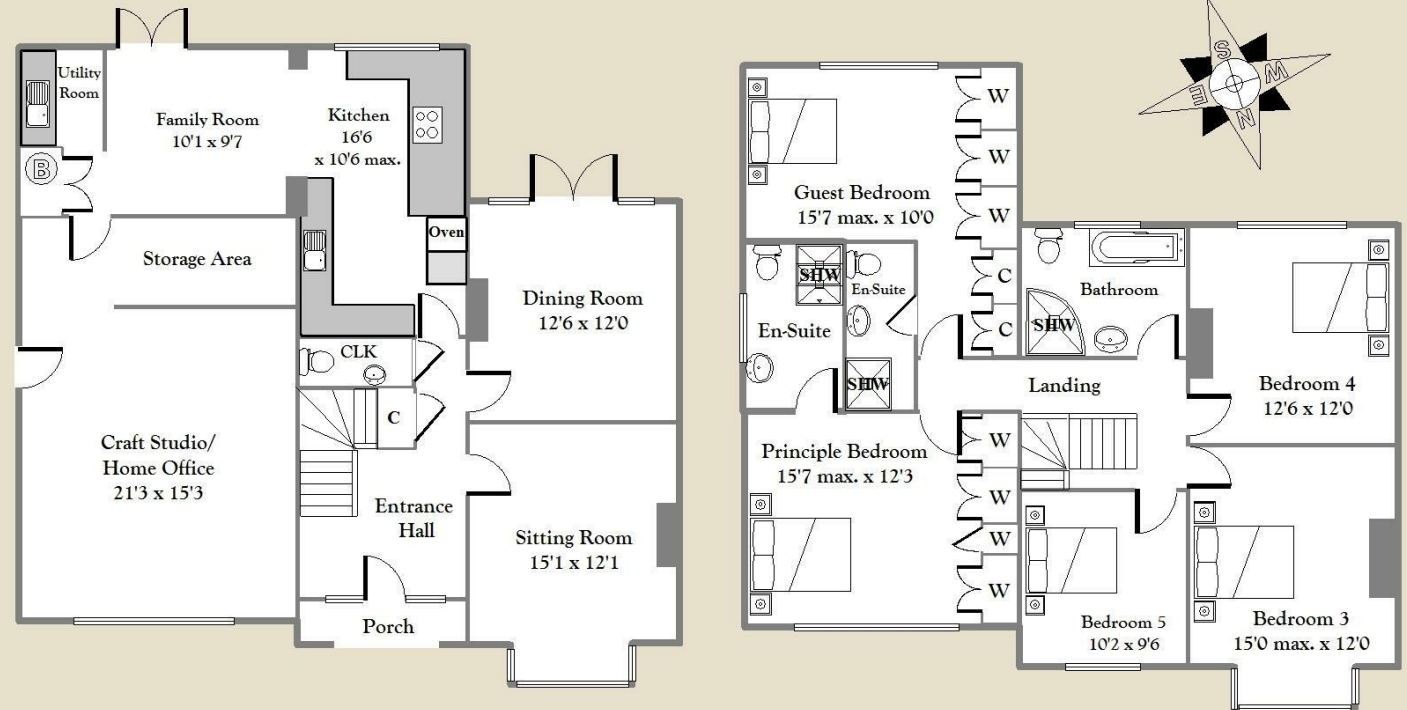 Utility
Room
Family Room
10'1 x 9'7
Kitchen
16'6
x 10'6 max.
B
Oven
Storage Area
Dining Room
12'6 x 12'0
CLK
C
Craft Studio/
Home Office
21'3 x 15'3
Entrance
Hall
Sitting Room
15'1 x 12'1
Porch
S
W
E
N
W
W
Guest Bedroom
15'7 max. x 10'0
W
SHW
En-Suite
C
En-Suite
C
SHW
Bathroom
SHW
Landing
Bedroom 4
12'6 x 12'0
Principle Bedroom
15'7 max. x 12'3
W
W
W
W
Bedroom 5
10'2 x 9'6
Bedroom 3
15'0 max. x 12'0